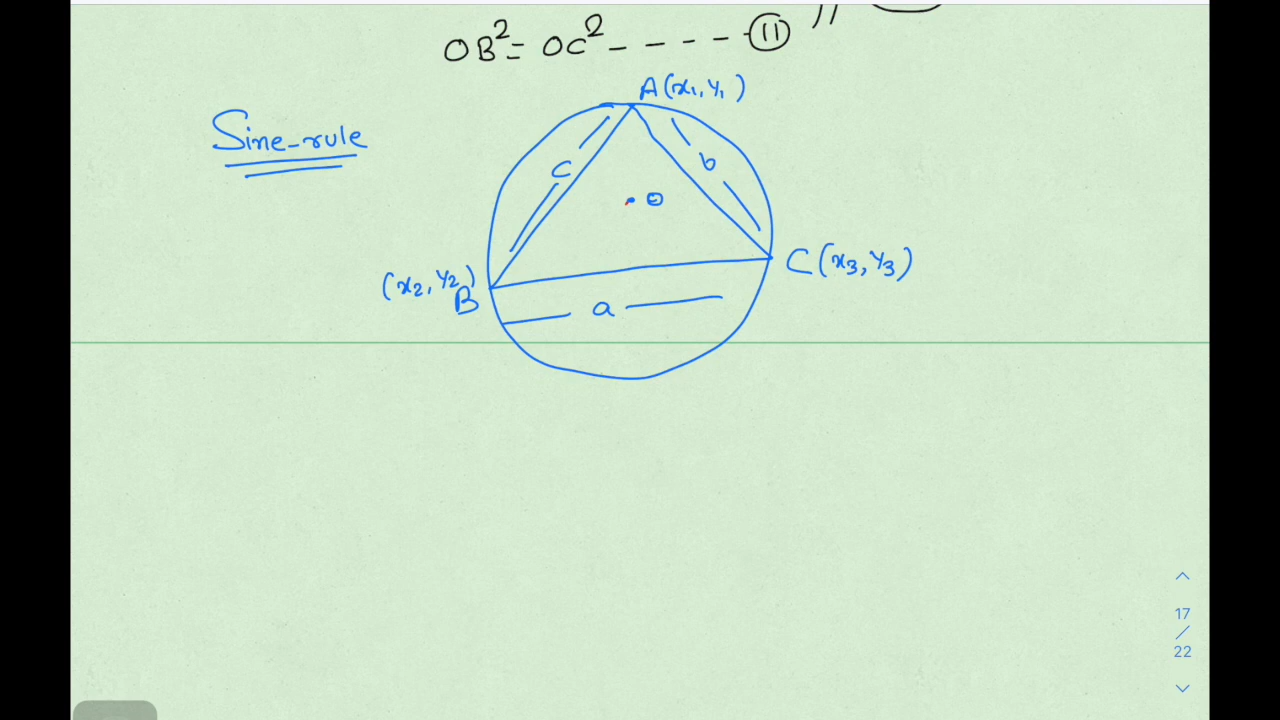 OB² = OC² - - - - - (11)
A(x₁, y₁)
Sine-rule
c
b
O
C(x₃, y₃)
(x₂, y₂)
B
a
17
/
22